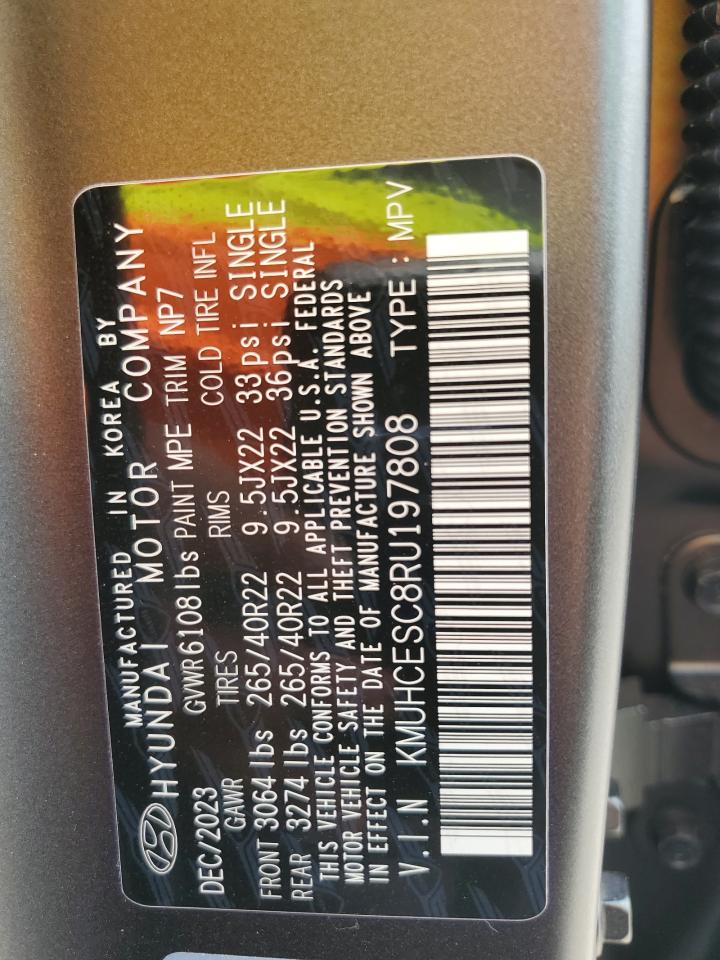 MANUFACTURED IN KOREA BY
HYUNDAI MOTOR COMPANY
DEC/2023 GVWR 6108 lbs PAINT MPE TRIM NP7
GAWR TIRES RIMS COLD TIRE INFL
FRONT 3064 lbs 265/40R22 9.5JX22 33psi SINGLE
REAR 3274 lbs 265/40R22 9.5JX22 36psi SINGLE
THIS VEHICLE CONFORMS TO ALL APPLICABLE U.S.A. FEDERAL
MOTOR VEHICLE SAFETY AND THEFT PREVENTION STANDARDS
IN EFFECT ON THE DATE OF MANUFACTURE SHOWN ABOVE
V.I.N KMUHCESC8RU197808 TYPE: MPV